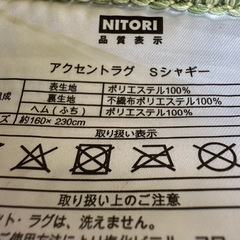 NITORI
品質表示
アクセントラグ Sシャギー
組成 表生地 ポリエステル100%
裏生地 不織布ポリエステル100%
ヘム(ふち) ポリエステル100%
ズ 約160× 230cm
取り扱い表示
取り扱い上のご注意
ット・ラグは、洗えません。